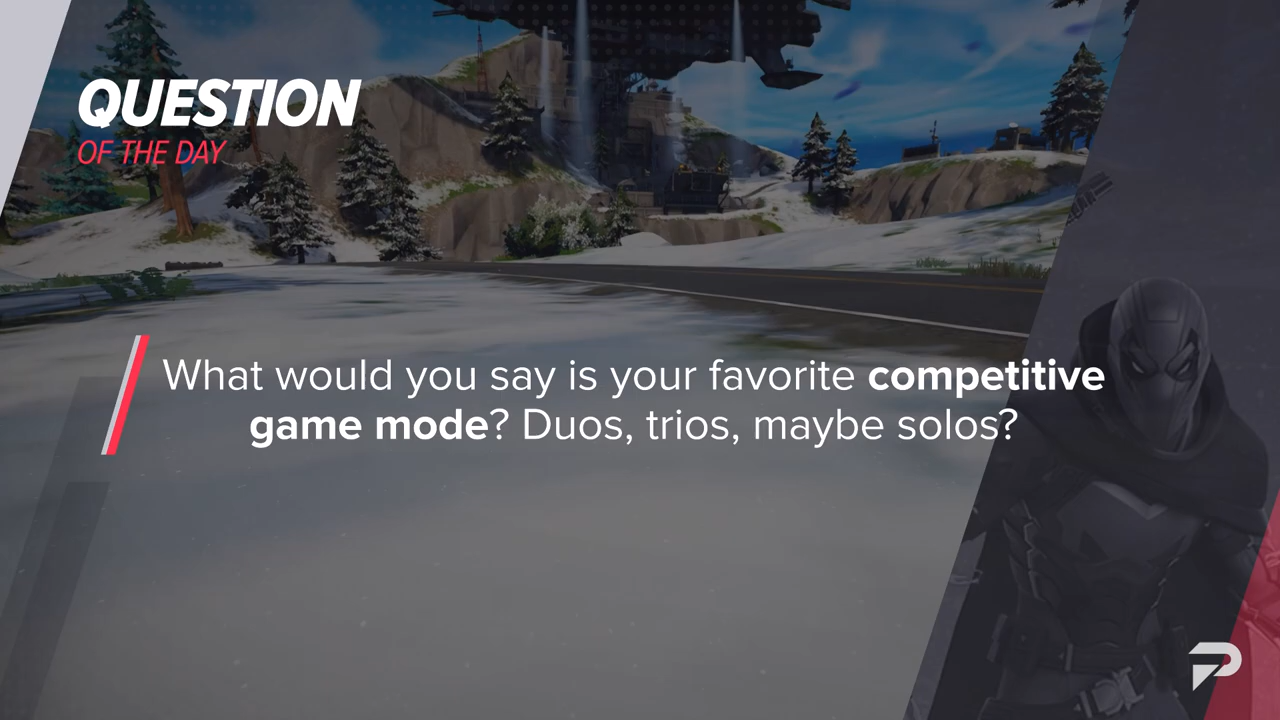 QUESTION
OF THE DAY
What would you say is your favorite competitive
game mode? Duos, trios, maybe solos?